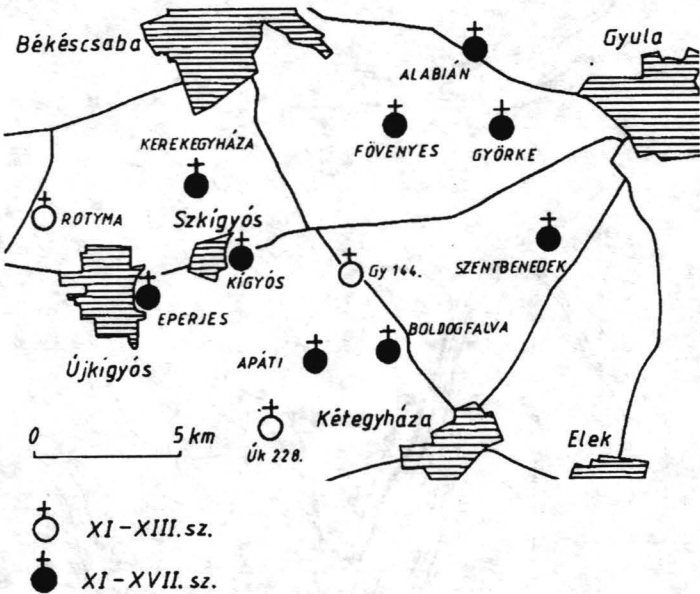 Békéscsaba
Gyula
ALABIÁN
KEREKEGYHÁZA
FÖVENYES
GYÖRKE
ROTYMA
Szkígyós
KÍGYÓS
Gy 144.
SZENTBENEDEK
EPERJES
Újkígyós
APÁTI
BOLDOGFALVA
Kétegyháza
Elek
Úk 228.
0 5 km
XI-XIII. sz.
XI-XVII. sz.